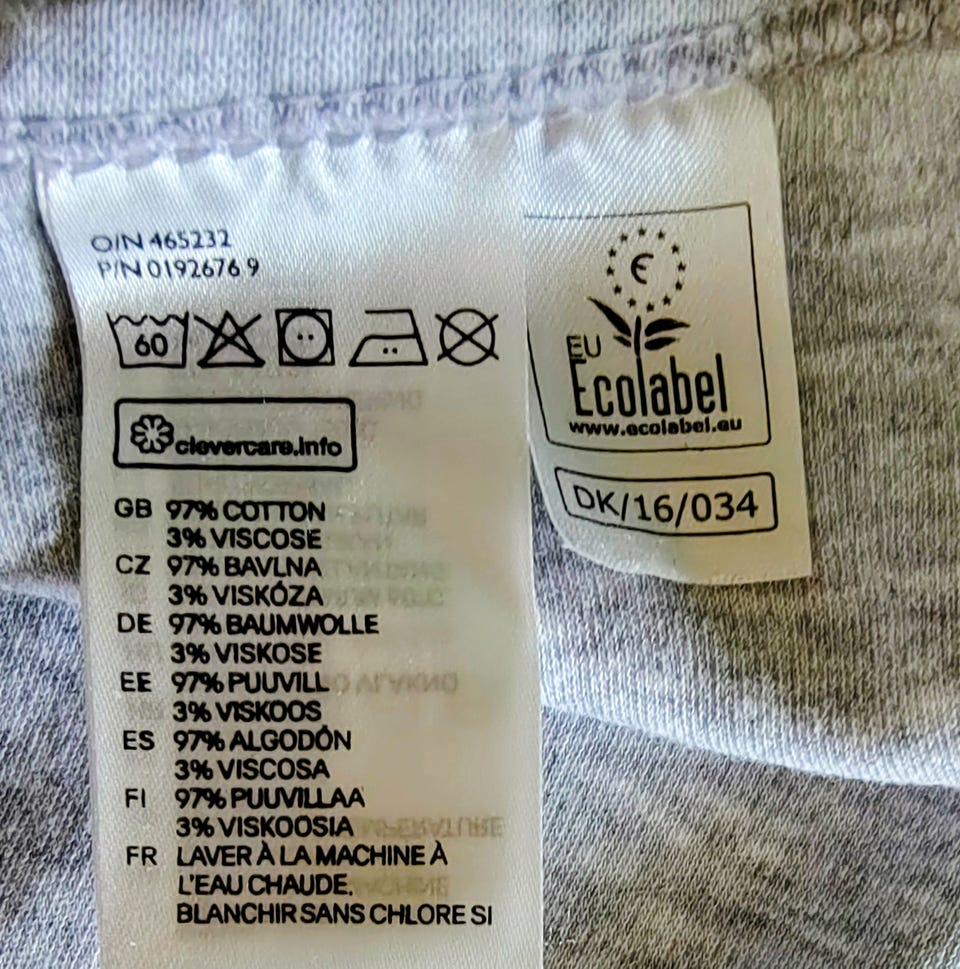 O/N 465232
P/N 0192676 9
60
clevercare.info
GB 97% COTTON
3% VISCOSE
CZ 97% BAVLNA
3% VISKÓZA
DE 97% BAUMWOLLE
3% VISKOSE
EE 97% PUUVILL
3% VISKOOS
ES 97% ALGODÓN
3% VISCOSA
FI 97% PUUVILLAA
3% VISKOOSIA
FR LAVER À LA MACHINE À
L'EAU CHAUDE,
BLANCHIR SANS CHLORE SI
Є
EU
Ecolabel
www.ecolabel.eu
DK/16/034